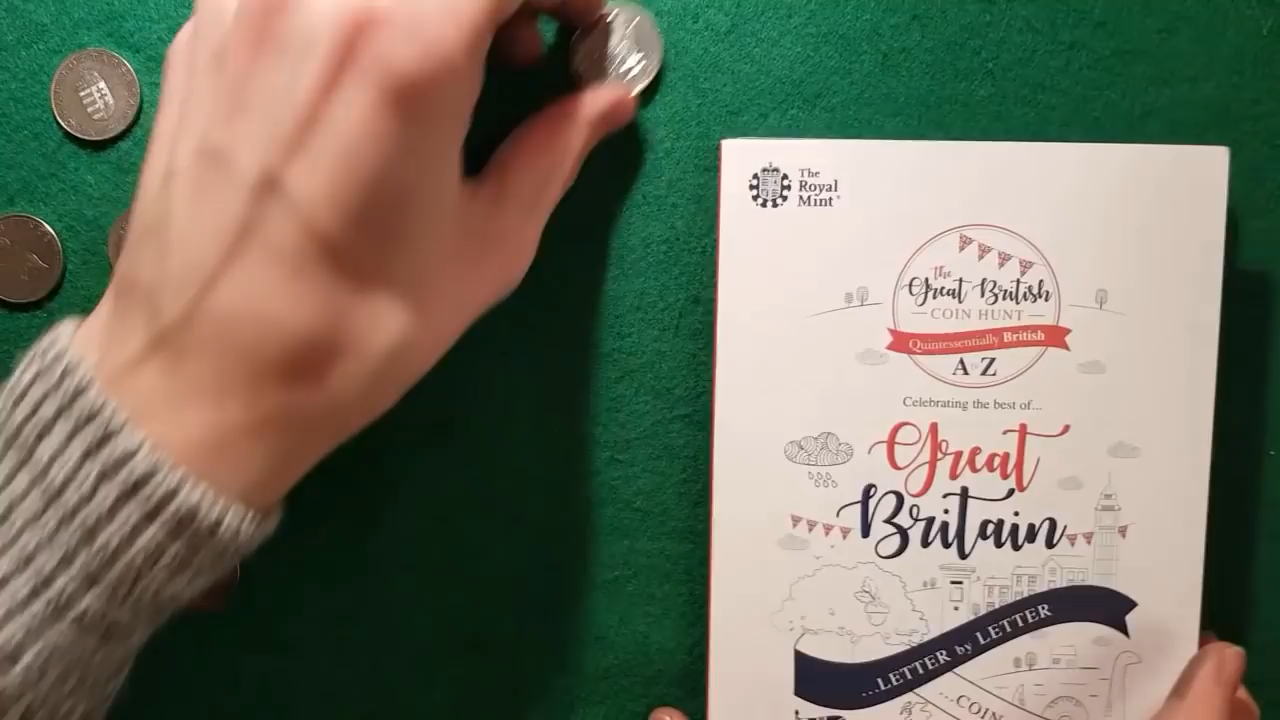 The
Royal
Mint
the
Great British
COIN HUNT
Quintessentially British
A to Z
Celebrating the best of...
Great
Britain
...LETTER by LETTER
...COIN